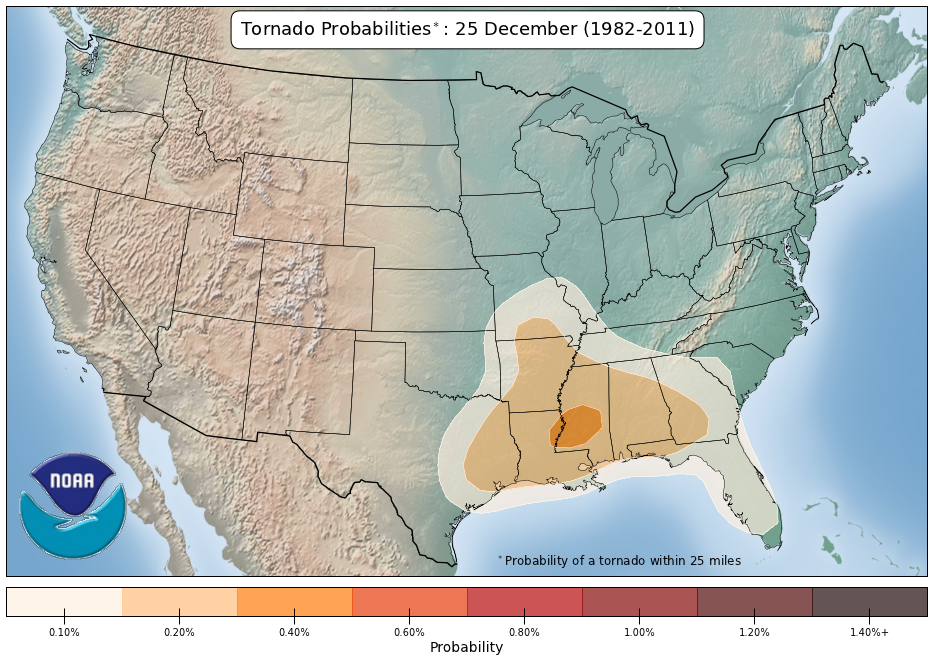 Tornado Probabilities*: 25 December (1982-2011)
NOAA
*Probability of a tornado within 25 miles
0.10% 0.20% 0.40% 0.60% 0.80% 1.00% 1.20% 1.40%+
Probability